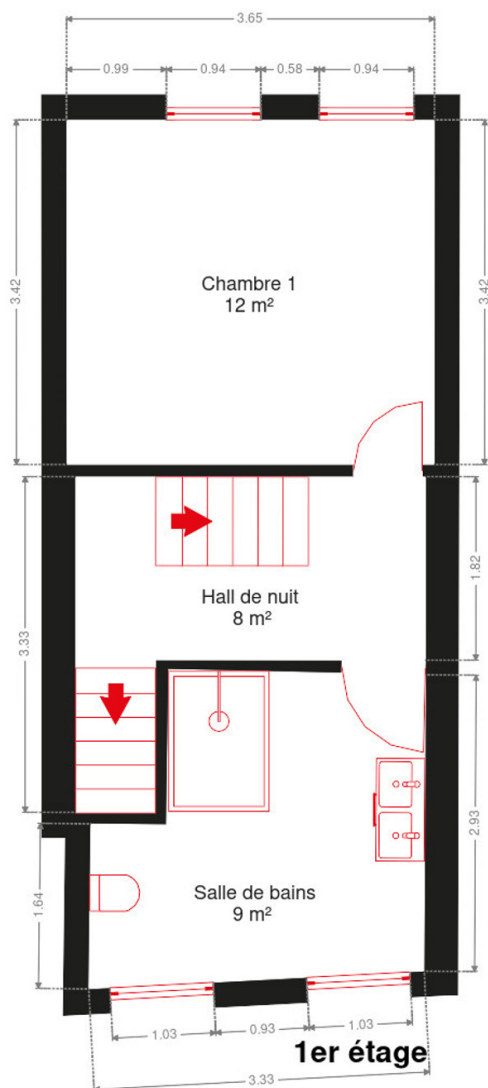 3.65
0.99 0.94 0.58 0.94
3.42
3.42
Chambre 1
12 m²
3.33
1.82
Hall de nuit
8 m²
2.93
1.64
Salle de bains
9 m²
1.03 0.93 1.03
1er étage
3.33